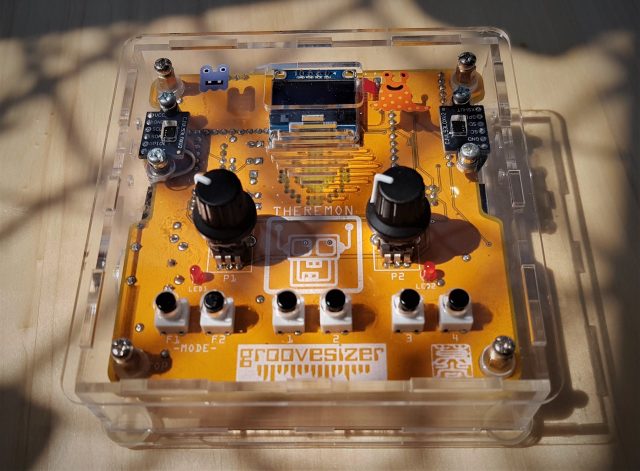 THEREMON
P1
P2
LED1
LED2
F1
F2
1
2
3
4
-MODE-
groovesizer